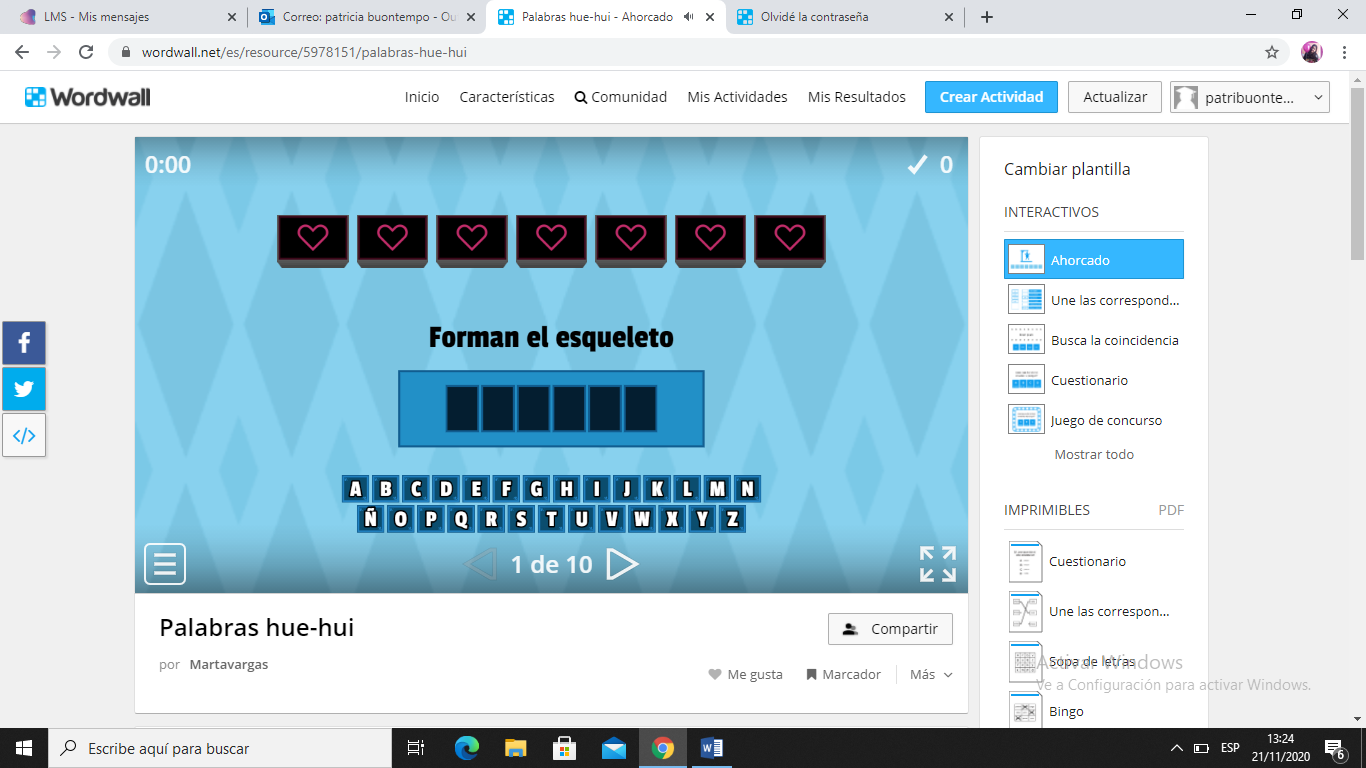 LMS - Mis mensajes
Correo: patricia buontempo - Ou
Palabras hue-hui - Ahorcado
Olvidé la contraseña
wordwall.net/es/resource/5978151/palabras-hue-hui
Wordwall
Inicio
Características
Comunidad
Mis Actividades
Mis Resultados
Crear Actividad
Actualizar
patribuonte...
0:00
0
Forman el esqueleto
A B C D E F G H I J K L M N
Ñ O P Q R S T U V W X Y Z
1 de 10
Palabras hue-hui
por Martavargas
Compartir
Me gusta
Marcador
Más
Cambiar plantilla
INTERACTIVOS
Ahorcado
Une las correspond...
Busca la coincidencia
Cuestionario
Juego de concurso
Mostrar todo
IMPRIMIBLES PDF
Cuestionario
Une las correspon...
Sopa de letras
Bingo
Activar Windows
Ve a Configuración para activar Windows.
Escribe aquí para buscar
ESP
13:24
21/11/2020
6